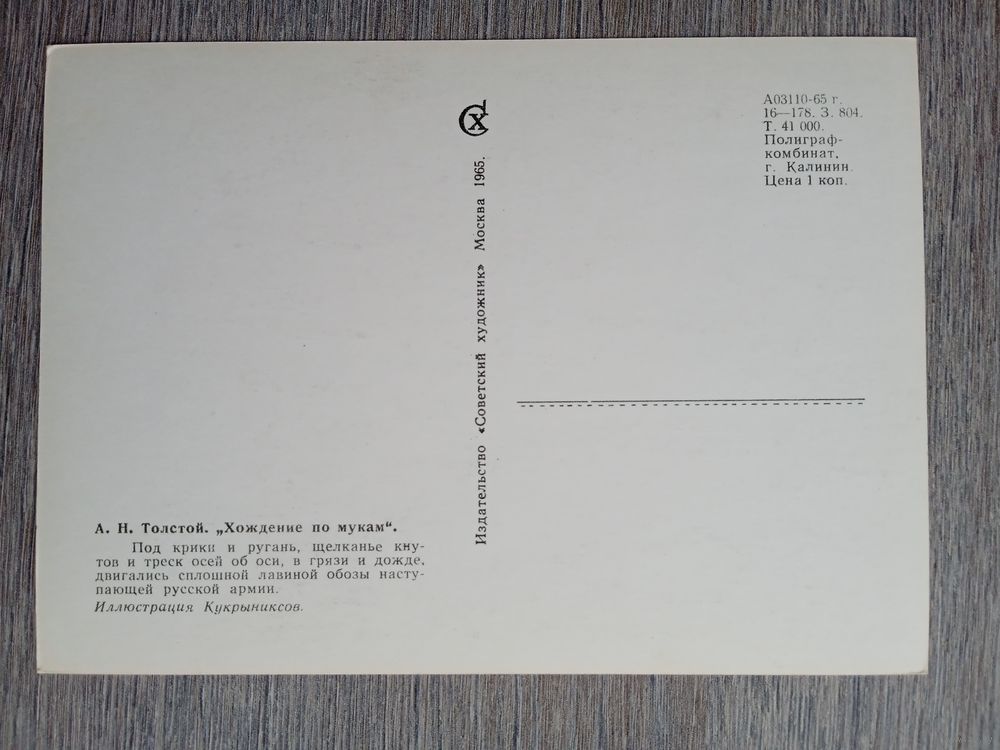 А. Н. Толстой. „Хождение по мукам“.
Под крики и ругань, щелканье кну-
тов и треск осей об оси, в грязи и дожде,
двигались сплошной лавиной обозы насту-
пающей русской армии.
Иллюстрация Кукрыниксов.
СХ
Издательство «Советский художник» Москва 1965.
А03110-65 г.
16—178. З. 804.
Т. 41 000.
Полиграф-
комбинат,
г. Калинин.
Цена 1 коп.